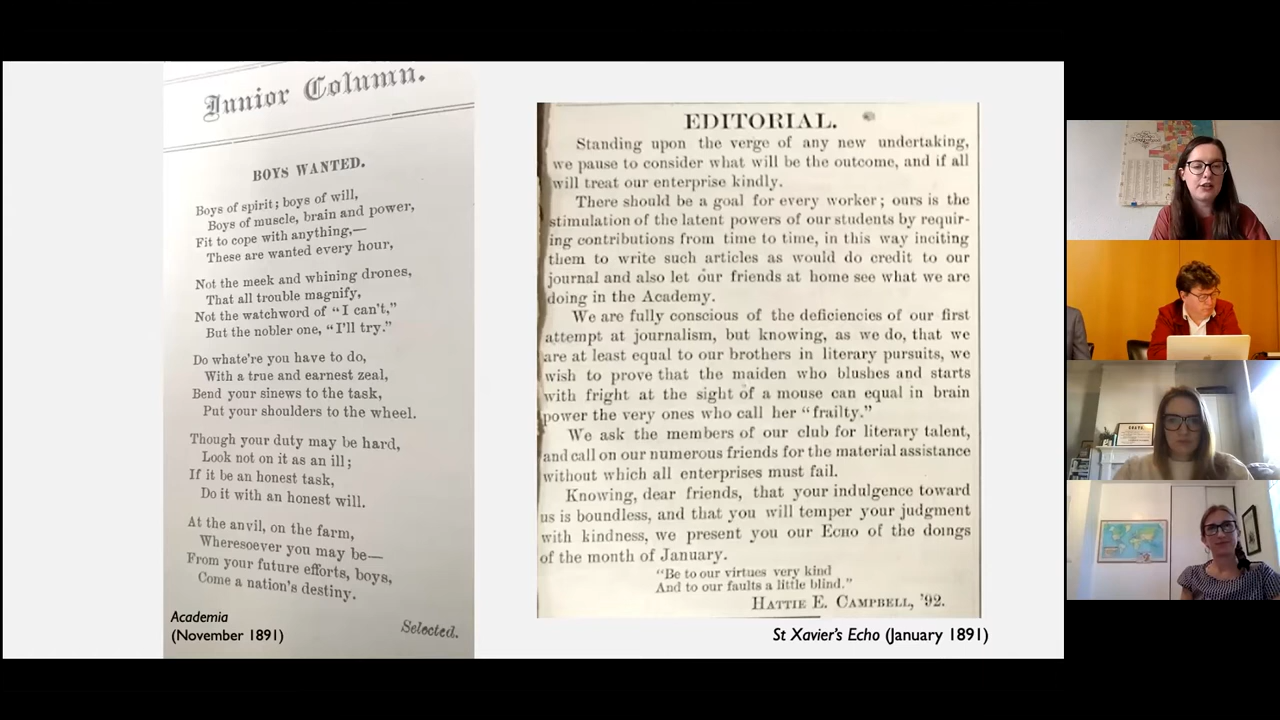 Junior Column.
BOYS WANTED.
Boys of spirit; boys of will,
Boys of muscle, brain and power,
Fit to cope with anything,—
These are wanted every hour,
Not the meek and whining drones,
That all trouble magnify,
Not the watchword of "I can't,"
But the nobler one, "I'll try."
Do whate're you have to do,
With a true and earnest zeal,
Bend your sinews to the task,
Put your shoulders to the wheel.
Though your duty may be hard,
Look not on it as an ill;
If it be an honest task,
Do it with an honest will.
At the anvil, on the farm,
Wheresoever you may be—
From your future efforts, boys,
Come a nation's destiny.
Selected.
Academia
(November 1891)
EDITORIAL.
Standing upon the verge of any new undertaking,
we pause to consider what will be the outcome, and if all
will treat our enterprise kindly.
There should be a goal for every worker; ours is the
stimulation of the latent powers of our students by requir-
ing contributions from time to time, in this way inciting
them to write such articles as would do credit to our
journal and also let our friends at home see what we are
doing in the Academy.
We are fully conscious of the deficiencies of our first
attempt at journalism, but knowing, as we do, that we
are at least equal to our brothers in literary pursuits, we
wish to prove that the maiden who blushes and starts
with fright at the sight of a mouse can equal in brain
power the very ones who call her "frailty."
We ask the members of our club for literary talent,
and call on our numerous friends for the material assistance
without which all enterprises must fail.
Knowing, dear friends, that your indulgence toward
us is boundless, and that you will temper your judgment
with kindness, we present you our ECHO of the doings
of the month of January.
"Be to our virtues very kind
And to our faults a little blind."
HATTIE E. CAMPBELL, '92.
St Xavier's Echo (January 1891)